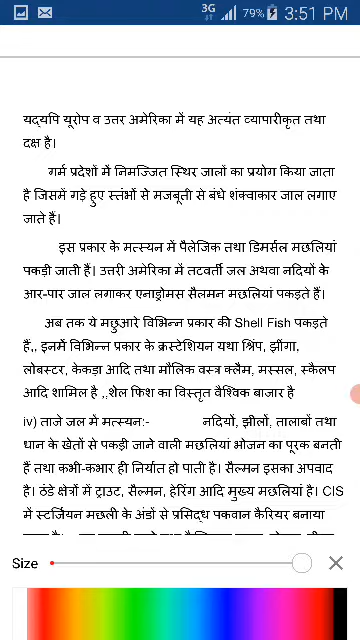 3G 79% 3:51 PM
यद्यपि यूरोप व उत्तर अमेरिका में यह अत्यंत व्यापारीकृत तथा
दक्ष है।
गर्म प्रदेशों में निमज्जित स्थिर जालों का प्रयोग किया जाता
है जिसमें गड़े हुए स्तंभों से मजबूती से बंधे शंक्वाकार जाल लगाए
जाते हैं।
इस प्रकार के मत्स्यन में पैलेजिक तथा डिमर्सल मछलियां
पकड़ी जाती हैं। उत्तरी अमेरिका में तटवर्ती जल अथवा नदियों के
आर-पार जाल लगाकर एनाड्रोमस सैलमन मछलियां पकड़ते हैं।
अब तक ये मछुआरे विभिन्न प्रकार की Shell Fish पकड़ते
हैं,, इनमें विभिन्न प्रकार के क्रस्टेशियन यथा श्रिंप, झींगा,
लोबस्टर, केकड़ा आदि तथा मौलिक वस्त्र क्लैम, मस्सल, स्कैलप
आदि शामिल है ,,शेल फिश का विस्तृत वैश्विक बाजार है
iv) ताजे जल में मत्स्यन:- नदियों, झीलों, तालाबों तथा
धान के खेतों से पकड़ी जाने वाली मछलियां भोजन का पूरक बनती
हैं तथा कभी-कभार ही निर्यात हो पाती है। सैल्मन इसका अपवाद
है। ठंडे क्षेत्रों में ट्राउट, सैल्मन, हेरिंग आदि मुख्य मछलियां है। CIS
में स्टर्जियन मछली के अंडों से प्रसिद्ध पकवान कैरियर बनाया
Size